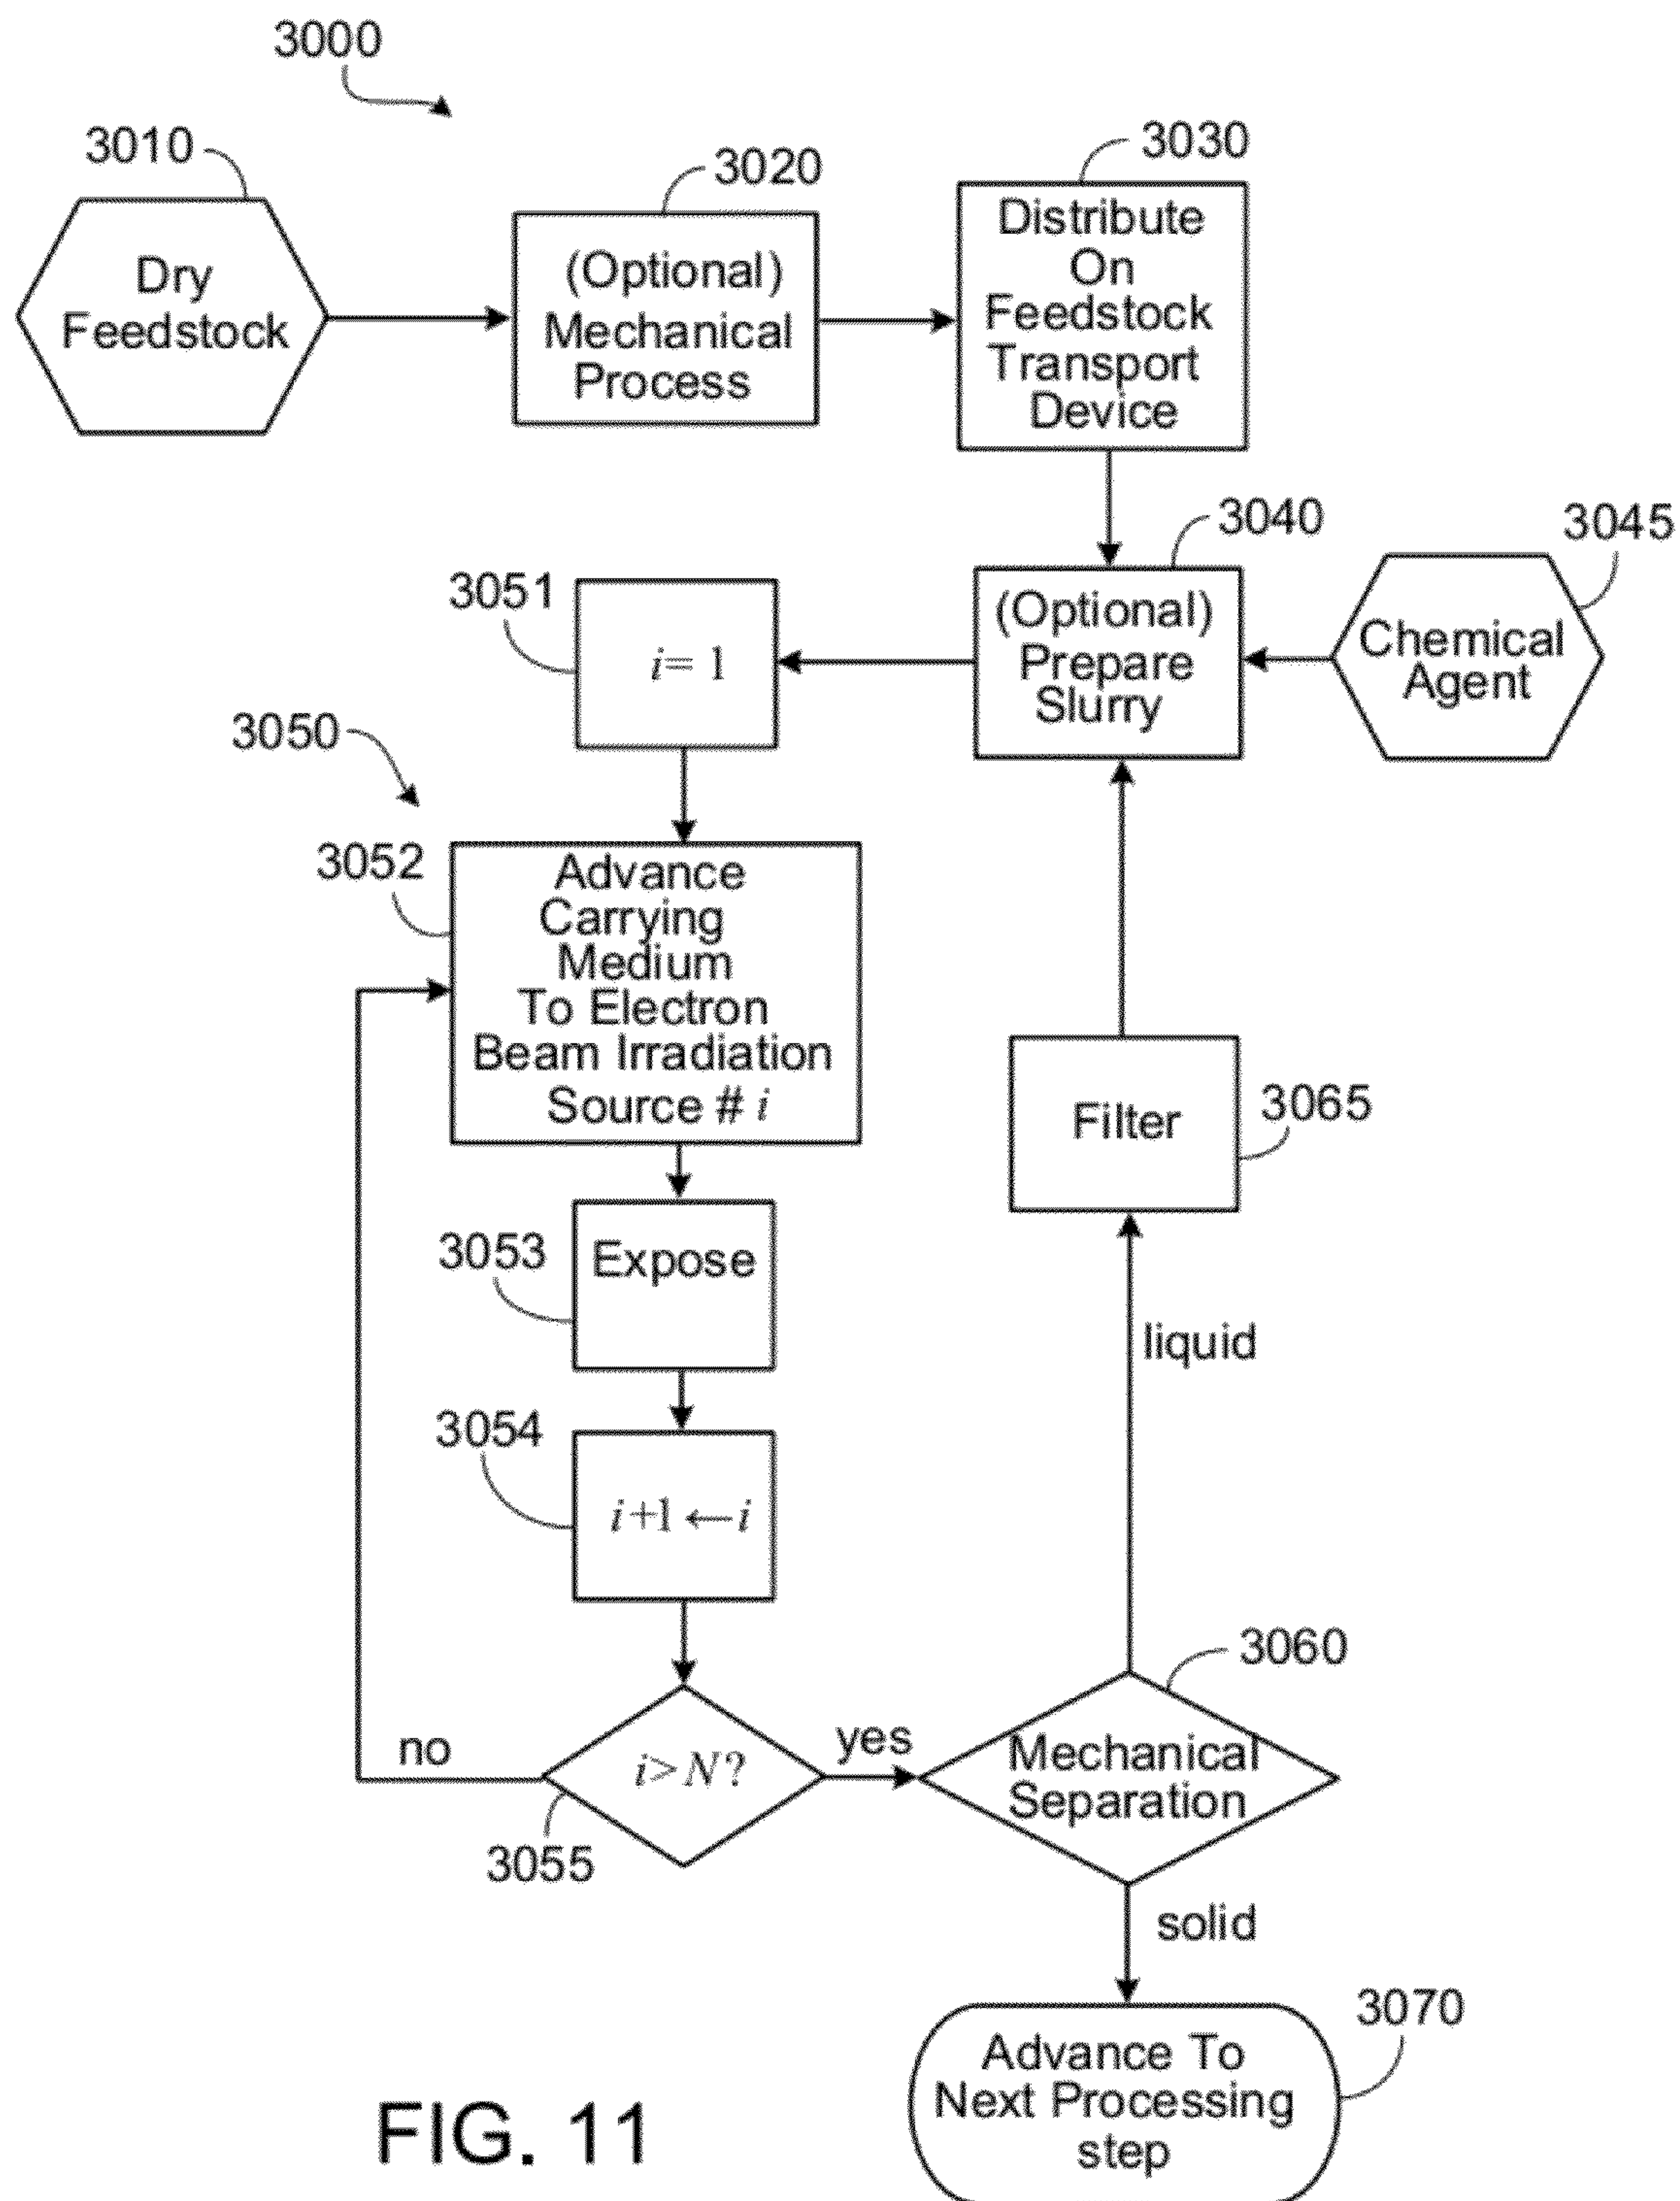 3000
3010
3020
3030
Dry
Feedstock
(Optional)
Mechanical
Process
Distribute
On
Feedstock
Transport
Device
3040
3045
3051
i= 1
(Optional)
Prepare
Slurry
Chemical
Agent
3050
3052
Advance
Carrying
Medium
To Electron
Beam Irradiation
Source # i
Filter
3065
3053
Expose
liquid
3054
i+1 ←i
3060
no
i>N?
yes
Mechanical
Separation
3055
solid
3070
Advance To
Next Processing
step
FIG. 11